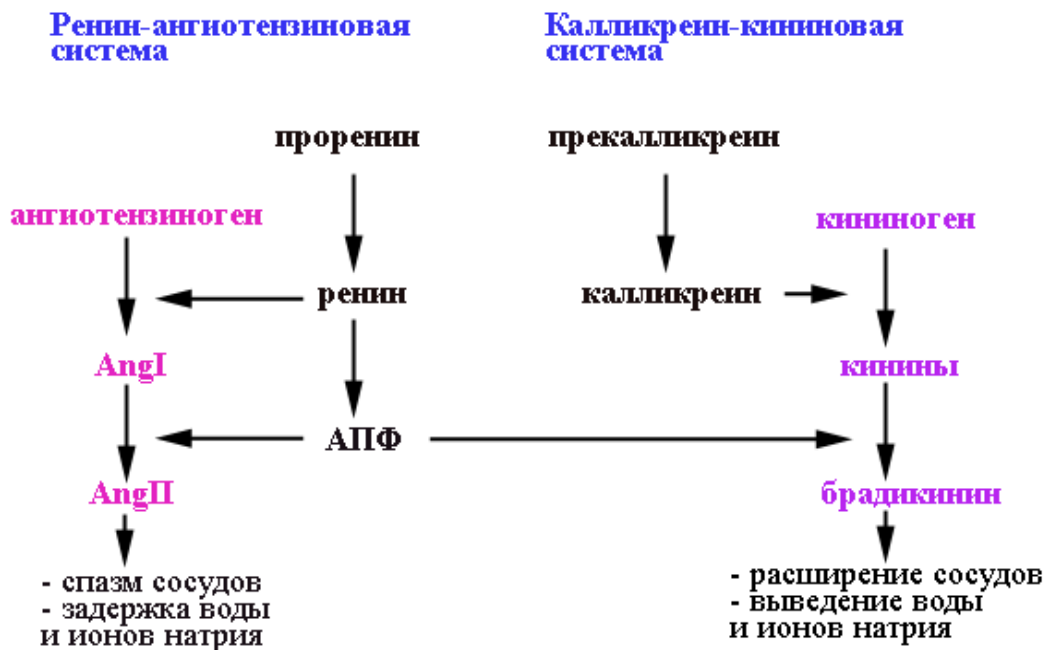 Ренин-ангиотензиновая
система
Калликреин-кининовая
система
проренин
прекалликреин
ангиотензиноген
кининоген
ренин
калликреин
AngI
кинины
АПФ
AngII
брадикинин
- спазм сосудов
- задержка воды
и ионов натрия
- расширение сосудов
- выведение воды
и ионов натрия